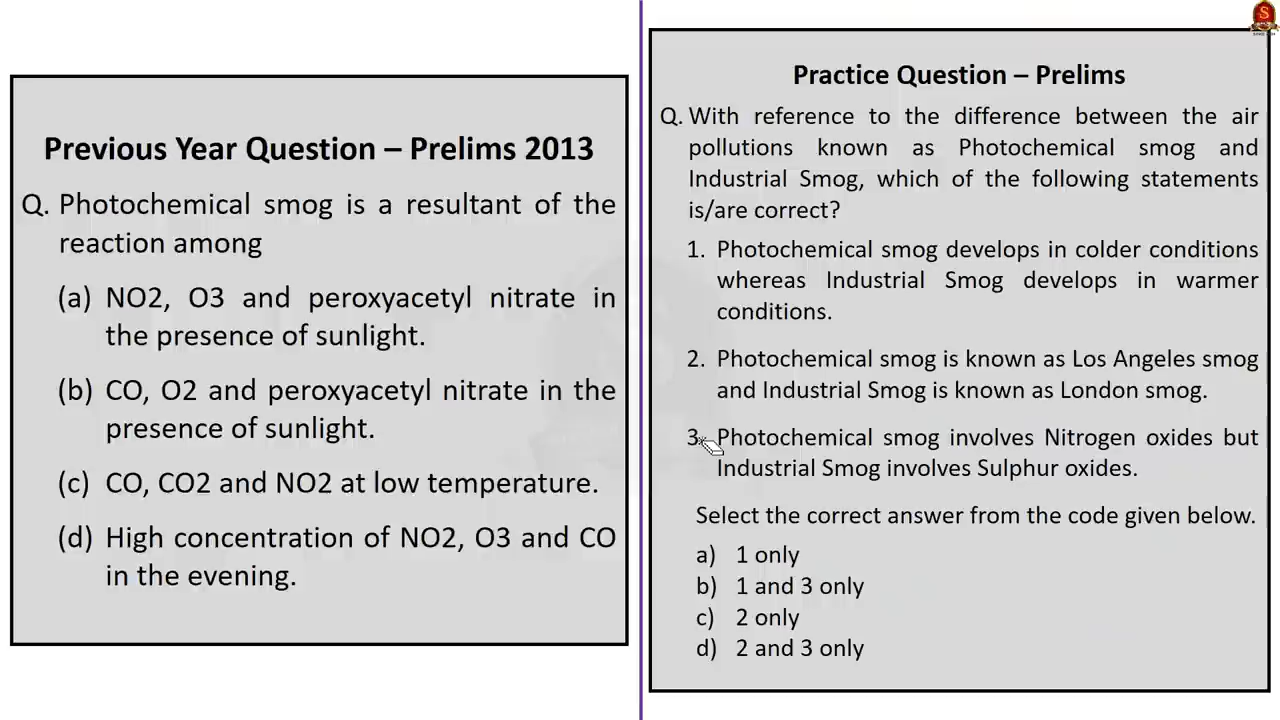 Previous Year Question – Prelims 2013
Q. Photochemical smog is a resultant of the
reaction among
(a) NO2, O3 and peroxyacetyl nitrate in
the presence of sunlight.
(b) CO, O2 and peroxyacetyl nitrate in the
presence of sunlight.
(c) CO, CO2 and NO2 at low temperature.
(d) High concentration of NO2, O3 and CO
in the evening.
Practice Question – Prelims
Q. With reference to the difference between the air
pollutions known as Photochemical smog and
Industrial Smog, which of the following statements
is/are correct?
1. Photochemical smog develops in colder conditions
whereas Industrial Smog develops in warmer
conditions.
2. Photochemical smog is known as Los Angeles smog
and Industrial Smog is known as London smog.
3. Photochemical smog involves Nitrogen oxides but
Industrial Smog involves Sulphur oxides.
Select the correct answer from the code given below.
a) 1 only
b) 1 and 3 only
c) 2 only
d) 2 and 3 only